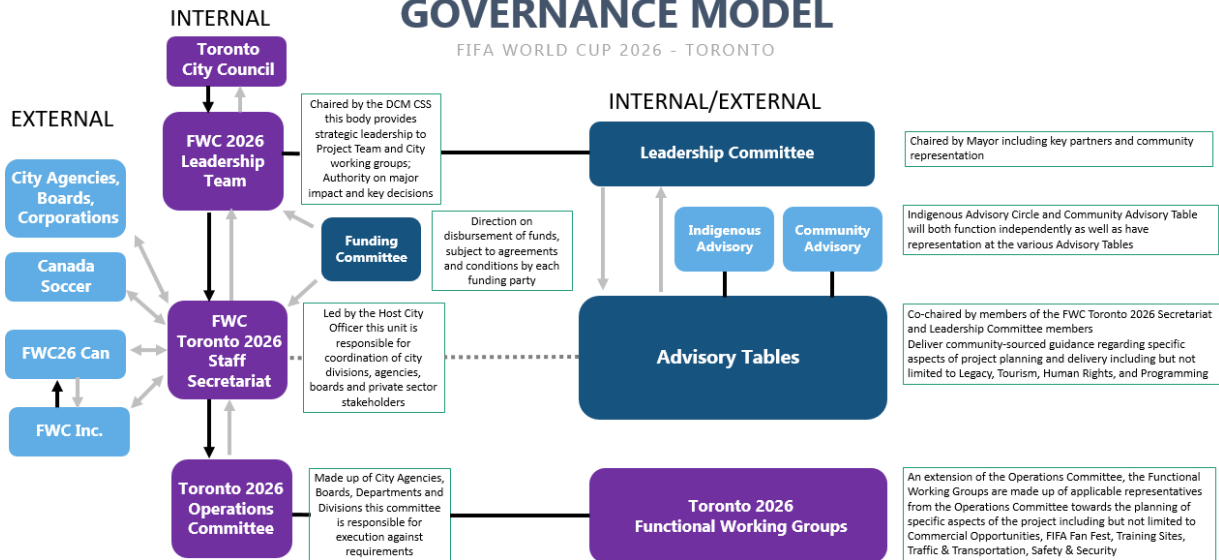 GOVERNANCE MODEL
FIFA WORLD CUP 2026 - TORONTO
INTERNAL
Toronto
City Council
EXTERNAL
INTERNAL/EXTERNAL
FWC 2026
Leadership
Team
Chaired by the DCM CSS
this body provides
strategic leadership to
Project Team and City
working groups;
Authority on major
impact and key decisions
Leadership Committee
Chaired by Mayor including key partners and community
representation
City Agencies,
Boards,
Corporations
Funding
Committee
Direction on
disbursement of funds,
subject to agreements
and conditions by each
funding party
Indigenous
Advisory
Community
Advisory
Indigenous Advisory Circle and Community Advisory Table
will both function independently as well as have
representation at the various Advisory Tables
Canada
Soccer
FWC
Toronto 2026
Staff
Secretariat
Led by the Host City
Officer this unit is
responsible for
coordination of city
divisions, agencies,
boards and private sector
stakeholders
Advisory Tables
Co-chaired by members of the FWC Toronto 2026 Secretariat
and Leadership Committee members
Deliver community-sourced guidance regarding specific
aspects of project planning and delivery including but not
limited to Legacy, Tourism, Human Rights, and Programming
FWC26 Can
FWC Inc.
Toronto 2026
Operations
Committee
Made up of City Agencies,
Boards, Departments and
Divisions this committee
is responsible for
execution against
requirements
Toronto 2026
Functional Working Groups
An extension of the Operations Committee, the Functional
Working Groups are made up of applicable representatives
from the Operations Committee towards the planning of
specific aspects of the project including but not limited to
Commercial Opportunities, FIFA Fan Fest, Training Sites,
Traffic & Transportation, Safety & Security